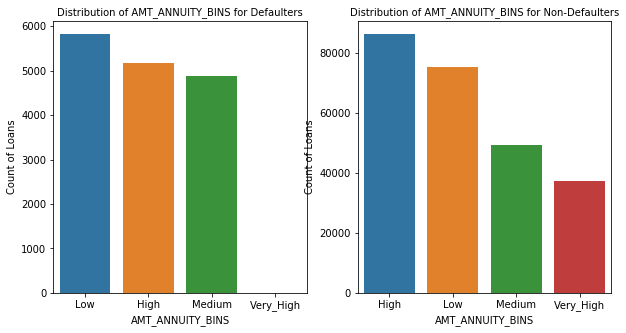 Distribution of AMT_ANNUITY_BINS for Defaulters
6000
5000
4000
3000
2000
1000
0
Count of Loans
Low High Medium Very_High
AMT_ANNUITY_BINS
Distribution of AMT_ANNUITY_BINS for Non-Defaulters
80000
60000
40000
20000
0
Count of Loans
High Low Medium Very_High
AMT_ANNUITY_BINS